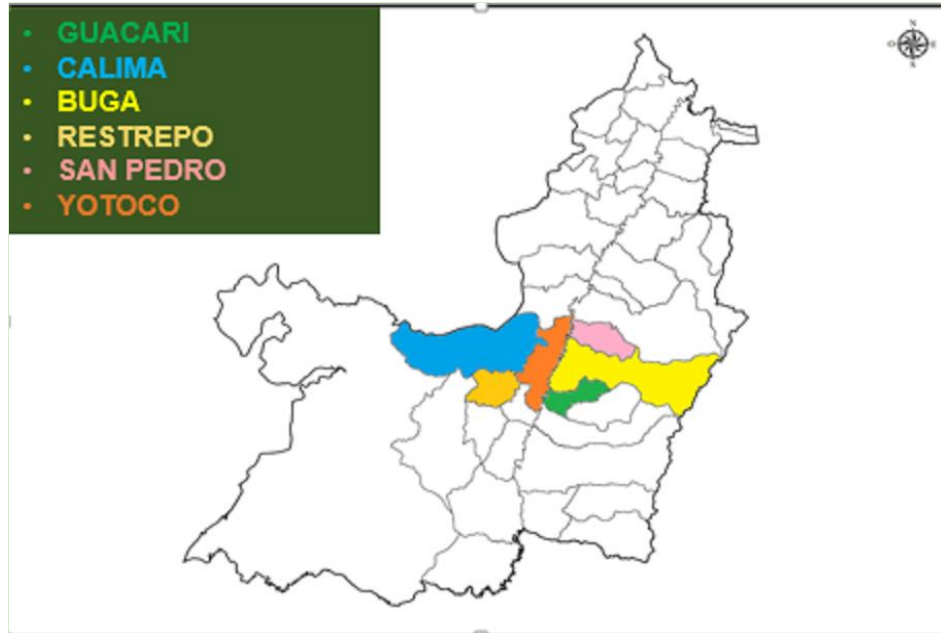 • GUACARI
• CALIMA
• BUGA
• RESTREPO
• SAN PEDRO
• YOTOCO
N
O E
S